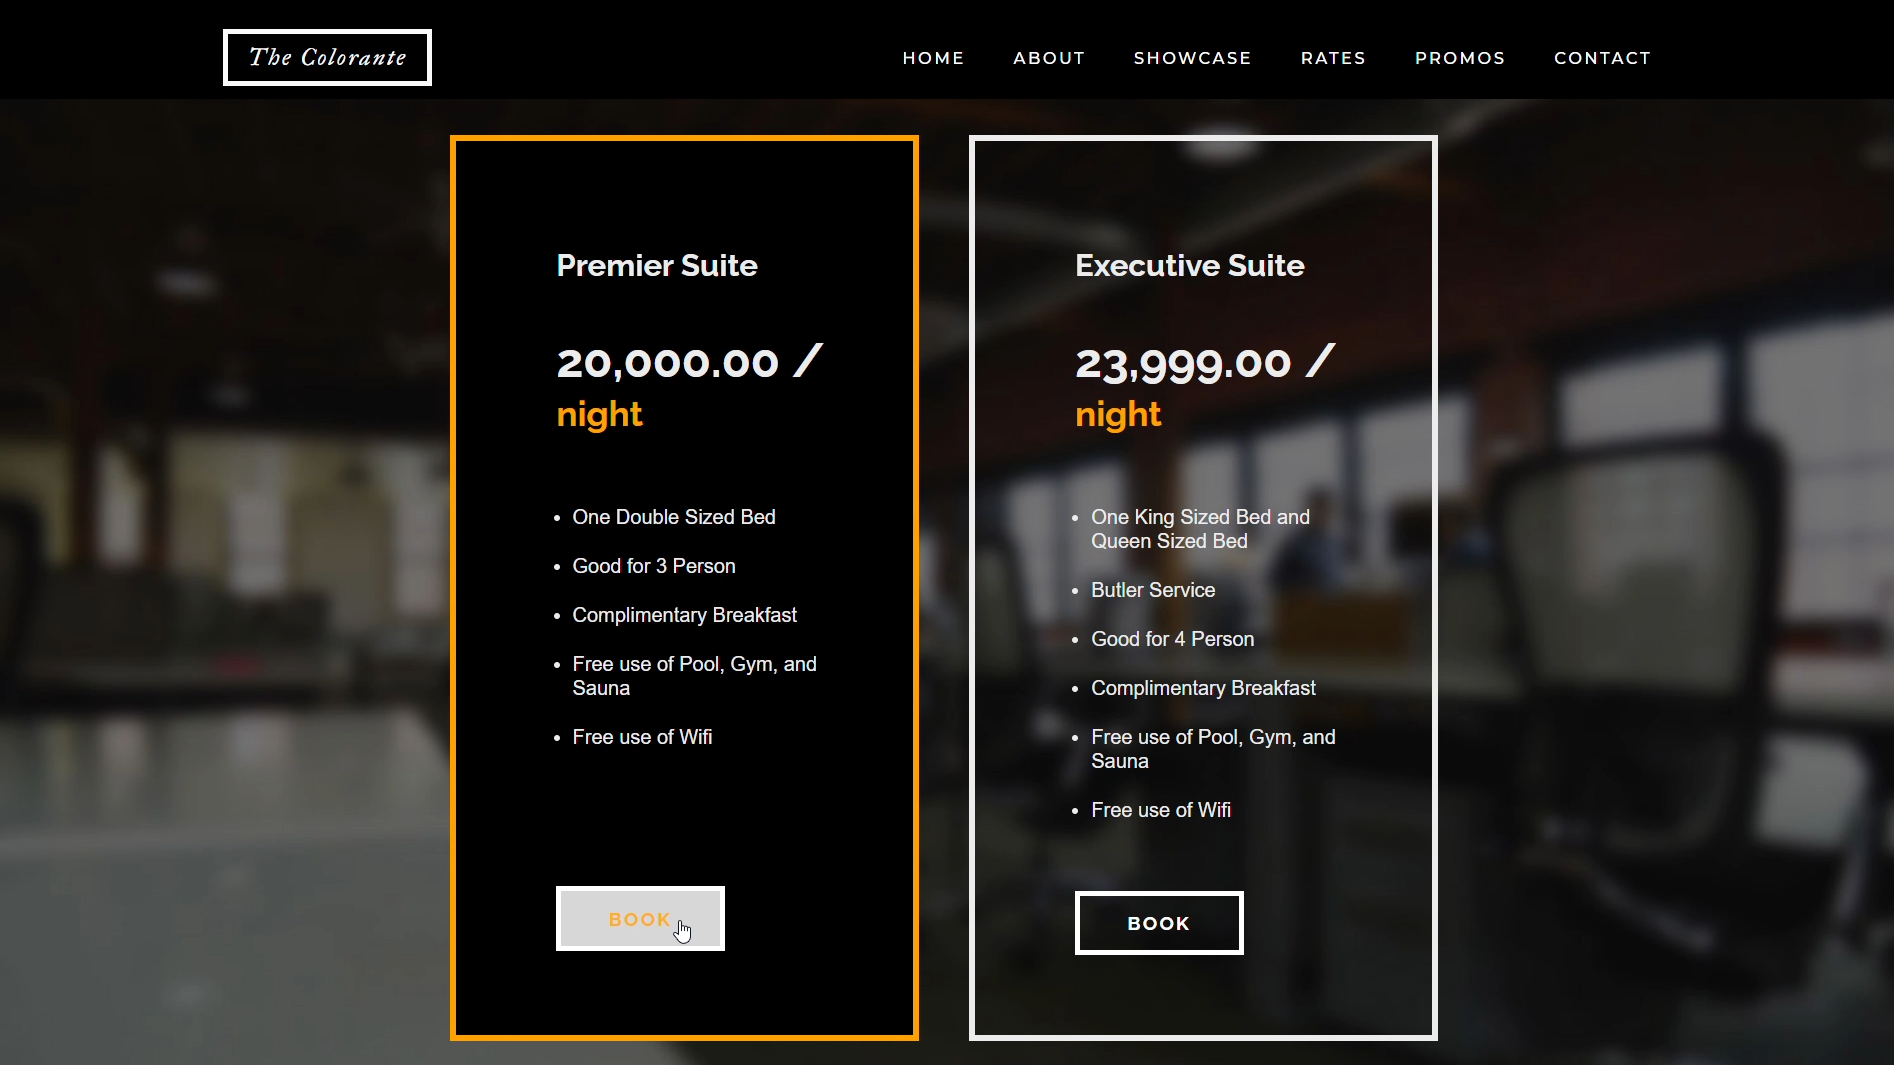 The Colorante
HOME ABOUT SHOWCASE RATES PROMOS CONTACT
Premier Suite
20,000.00 /
night
One Double Sized Bed
Good for 3 Person
Complimentary Breakfast
Free use of Pool, Gym, and
Sauna
Free use of Wifi
BOOK
Executive Suite
23,999.00 /
night
One King Sized Bed and
Queen Sized Bed
Butler Service
Good for 4 Person
Complimentary Breakfast
Free use of Pool, Gym, and
Sauna
Free use of Wifi
BOOK